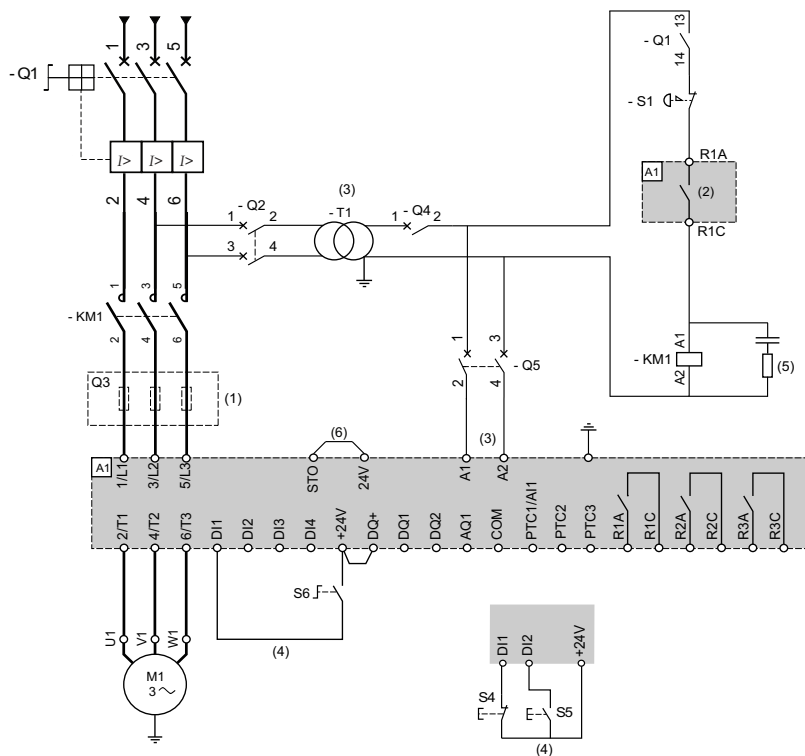 1 3 5
- Q1
I> I> I>
2 4 6
13
- Q1
14
- S1
R1A
A1
(2)
R1C
(3)
- Q2
1 2
3 4
- T1
- Q4
1 2
1 3 5
- KM1
2 4 6
1 3
- Q5
2 4
A1
- KM1
A2
(5)
Q3
(1)
(6)
(3)
A1
1/L1 3/L2 5/L3 STO 24V A1 A2
2/T1 4/T2 6/T3 DI1 DI2 DI3 DI4 +24V DQ+ DQ1 DQ2 AQ1 COM PTC1/AI1 PTC2 PTC3 R1A R1C R2A R2C R3A R3C
S6
(4)
U1 V1 W1
M1
3
DI1 DI2 +24V
S4 S5
(4)